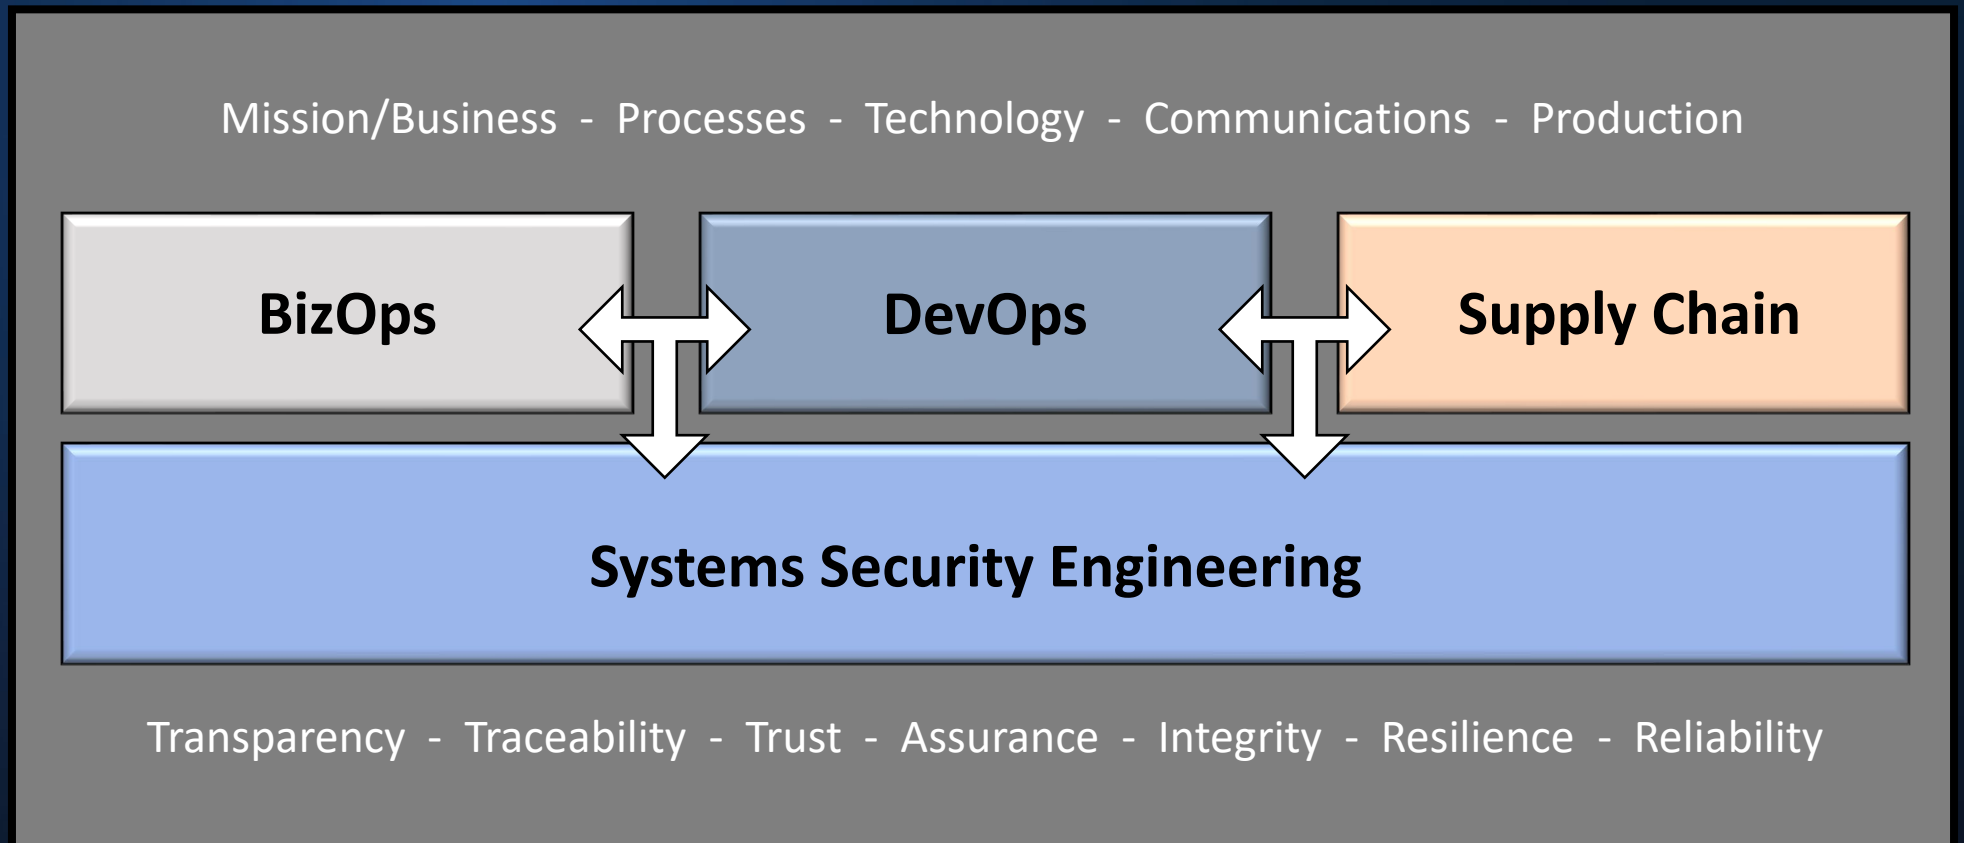 Mission/Business - Processes - Technology - Communications - Production
BizOps
DevOps
Supply Chain
Systems Security Engineering
Transparency - Traceability - Trust - Assurance - Integrity - Resilience - Reliability